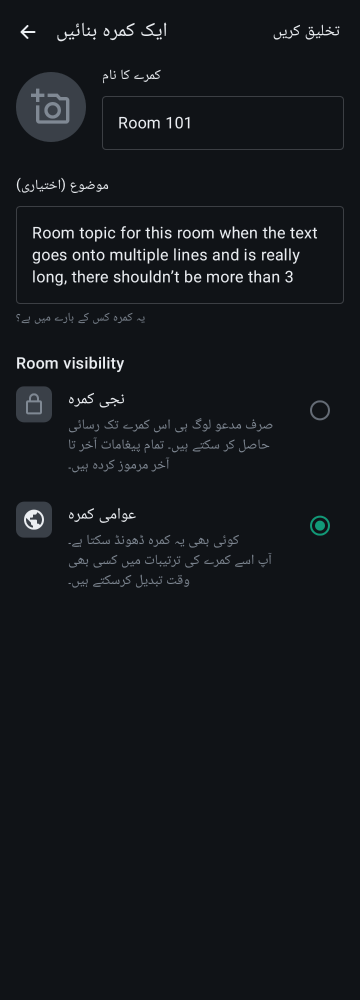 ایک کمرہ بنائیں
تخلیق کریں
کمرے کا نام
Room 101
موضوع (اختیاری)
Room topic for this room when the text
goes onto multiple lines and is really
long, there shouldn’t be more than 3
یہ کمرہ کس کے بارے میں ہے؟
Room visibility
نجی کمرہ
صرف مدعو لوگ ہی اس کمرے تک رسائی
حاصل کر سکتے ہیں۔ تمام پیغامات آخر تا
آخر مرموز کردہ ہیں۔
عوامی کمرہ
کوئی بھی یہ کمرہ ڈھونڈ سکتا ہے۔
آپ اسے کمرے کی ترتیبات میں کسی بھی
وقت تبدیل کرسکتے ہیں۔